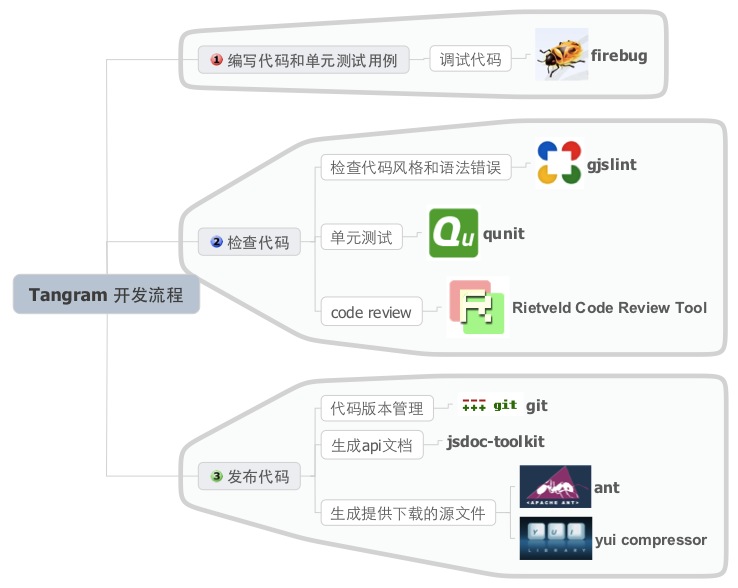 1 编写代码和单元测试用例
调试代码
firebug
检查代码风格和语法错误
gjslint
2 检查代码
单元测试
Qu
qunit
Tangram 开发流程
code review
R
Rietveld Code Review Tool
代码版本管理
git
git
生成api文档
jsdoc-toolkit
3 发布代码
生成提供下载的源文件
<APACHE ANT>
ant
Y U I
LIBRARY
yui compressor